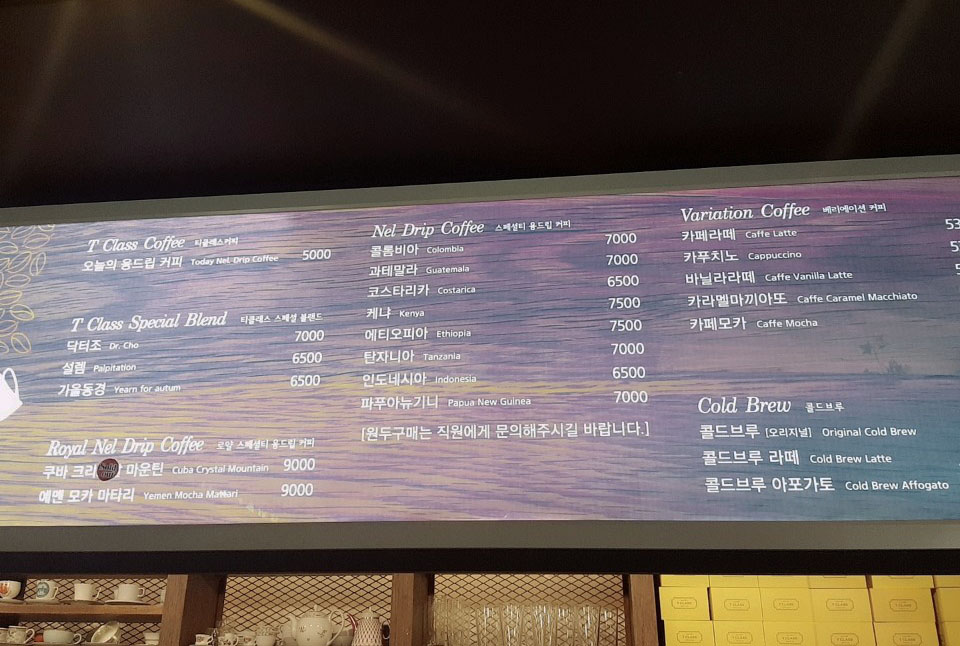 T Class Coffee 티클래스커피
오늘의 융드립 커피 Today Nel Drip Coffee 5000
T Class Special Blend 티클래스 스페셜 블랜드
닥터조 Dr. Cho 7000
설렘 Palpitation 6500
가을동경 Yearn for autum 6500
Royal Nel Drip Coffee 로얄 스페셜티 융드립 커피
쿠바 크리 마운틴 Cuba Crystal Mountain 9000
예멘 모카 마타리 Yemen Mocha Mattari 9000
Nel Drip Coffee 스페셜티 융드립 커피
콜롬비아 Colombia 7000
과테말라 Guatemala 7000
코스타리카 Costarica 6500
케냐 Kenya 7500
에티오피아 Ethiopia 7500
탄자니아 Tanzania 7000
인도네시아 Indonesia 6500
파푸아뉴기니 Papua New Guinea 7000
[원두구매는 직원에게 문의해주시길 바랍니다.]
Variation Coffee 베리에이션 커피
카페라떼 Caffe Latte
카푸치노 Cappuccino
바닐라라떼 Caffe Vanilla Latte
카라멜마끼아또 Caffe Caramel Macchiato
카페모카 Caffe Mocha
Cold Brew 콜드브루
콜드브루 [오리지널] Original Cold Brew
콜드브루 라떼 Cold Brew Latte
콜드브루 아포가토 Cold Brew Affogato